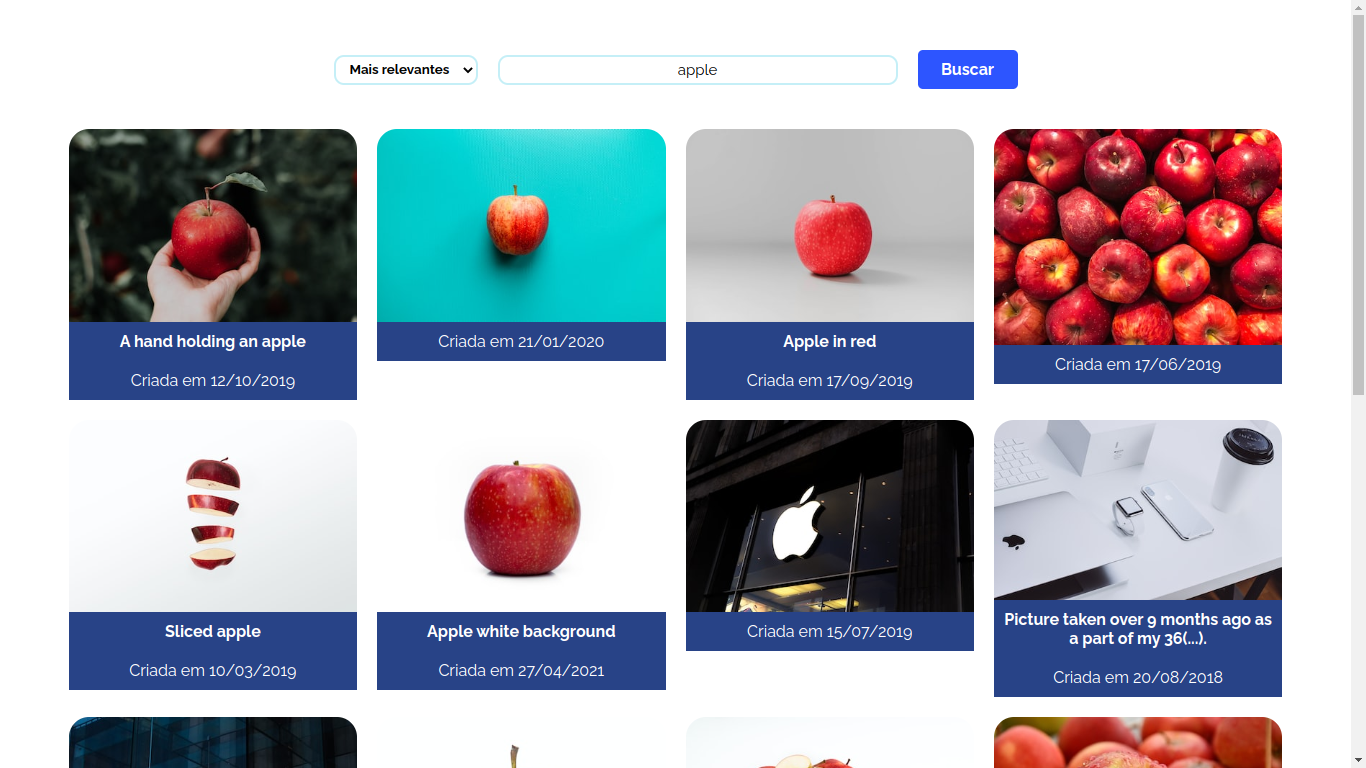 Mais relevantes
apple
Buscar
A hand holding an apple
Criada em 12/10/2019
Criada em 21/01/2020
Apple in red
Criada em 17/09/2019
Criada em 17/06/2019
Sliced apple
Criada em 10/03/2019
Apple white background
Criada em 27/04/2021
Criada em 15/07/2019
Picture taken over 9 months ago as
a part of my 36(...).
Criada em 20/08/2018